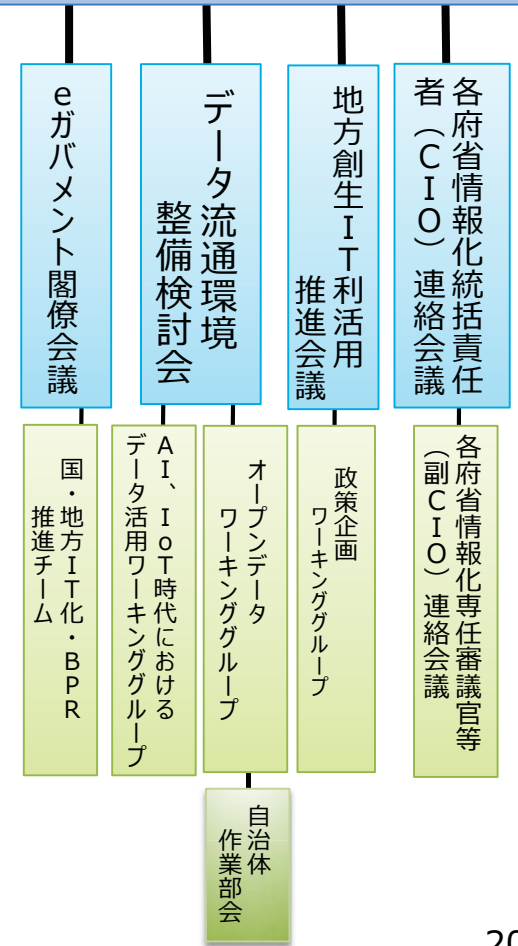 eガバメント閣僚会議
データ流通環境
整備検討会
地方創生IT利活用
推進会議
各府省情報化統括責任
者(CIO)連絡会議
国・地方IT化・BPR
推進チーム
AI、IoT時代における
データ活用ワーキンググループ
オープンデータ
ワーキンググループ
政策企画
ワーキンググループ
各府省情報化専任審議官等
(副CIO)連絡会議
自治体
作業部会
20